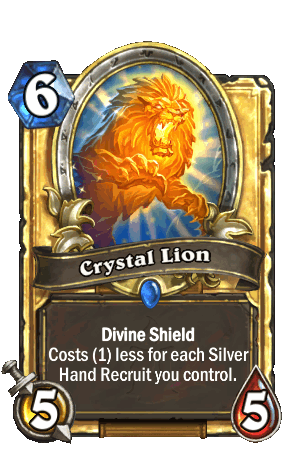 6
Crystal Lion
Divine Shield
Costs (1) less for each Silver
Hand Recruit you control.
5
5